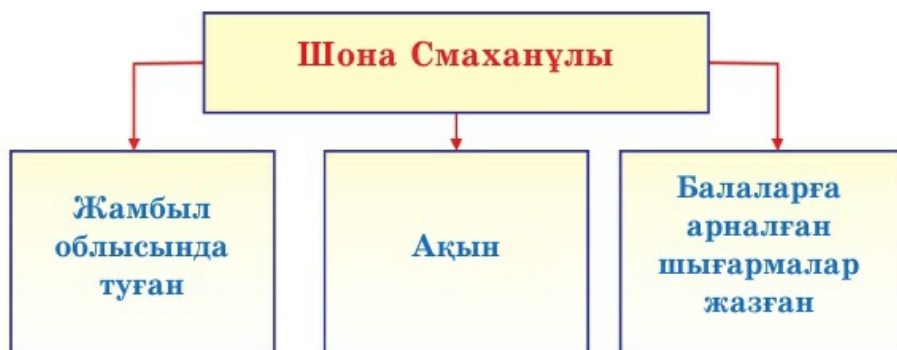 Шона Смаханұлы
Жамбыл
облысында
туған
Ақын
Балаларға
арналған
шығармалар
жазған